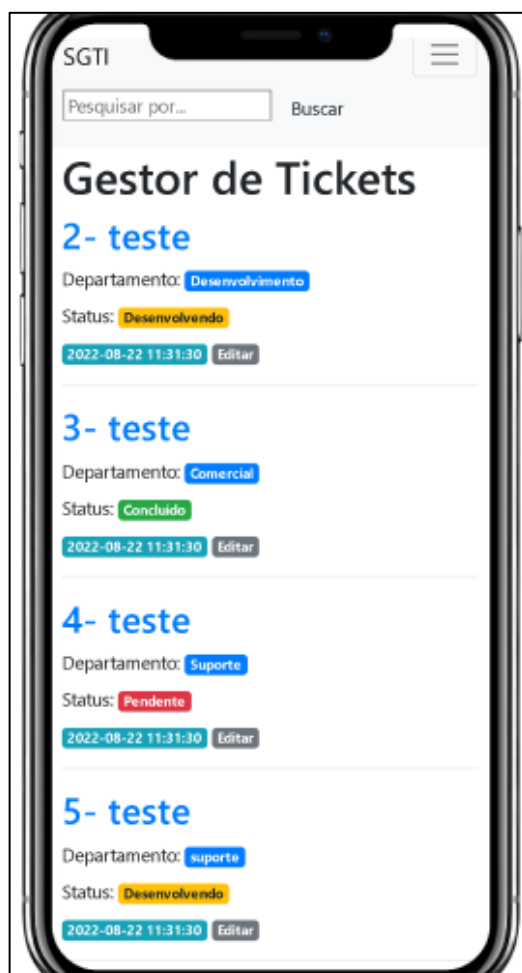 SGTI
Pesquisar por... Buscar
Gestor de Tickets
2- teste
Departamento: Desenvolvimento
Status: Desenvolvendo
2022-08-22 11:31:30 Editar
3- teste
Departamento: Comercial
Status: Concluido
2022-08-22 11:31:30 Editar
4- teste
Departamento: Suporte
Status: Pendente
2022-08-22 11:31:30 Editar
5- teste
Departamento: suporte
Status: Desenvolvendo
2022-08-22 11:31:30 Editar